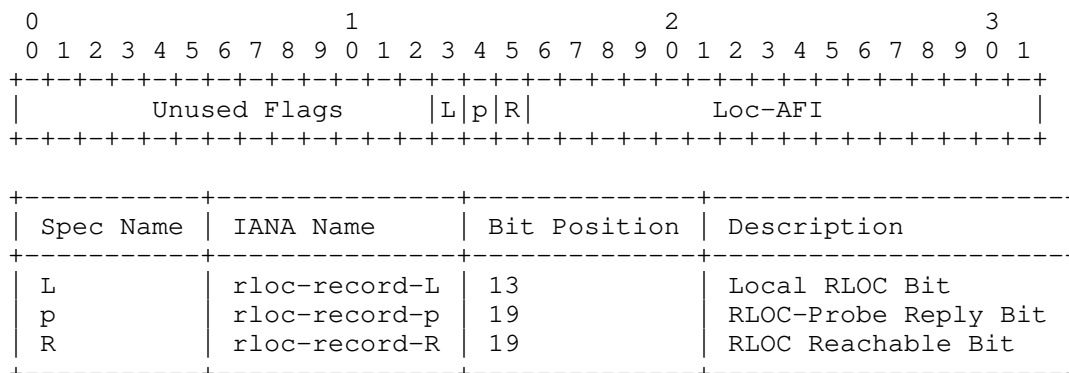 0                   1                   2                   3
 0 1 2 3 4 5 6 7 8 9 0 1 2 3 4 5 6 7 8 9 0 1 2 3 4 5 6 7 8 9 0 1
+-+-+-+-+-+-+-+-+-+-+-+-+-+-+-+-+-+-+-+-+-+-+-+-+-+-+-+-+-+-+-+-+
|        Unused Flags     |L|p|R|           Loc-AFI             |
+-+-+-+-+-+-+-+-+-+-+-+-+-+-+-+-+-+-+-+-+-+-+-+-+-+-+-+-+-+-+-+-+
+-----------+---------------+--------------+----------------------
| Spec Name | IANA Name     | Bit Position | Description
+-----------+---------------+--------------+----------------------
| L         | rloc-record-L | 13           | Local RLOC Bit
| p         | rloc-record-p | 19           | RLOC-Probe Reply Bit
| R         | rloc-record-R | 19           | RLOC Reachable Bit
+-----------+---------------+--------------+----------------------